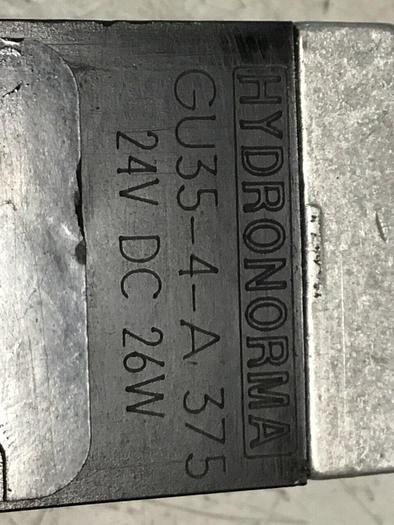 HYDRONORMA
GU35-4-A 375
24V DC 26W